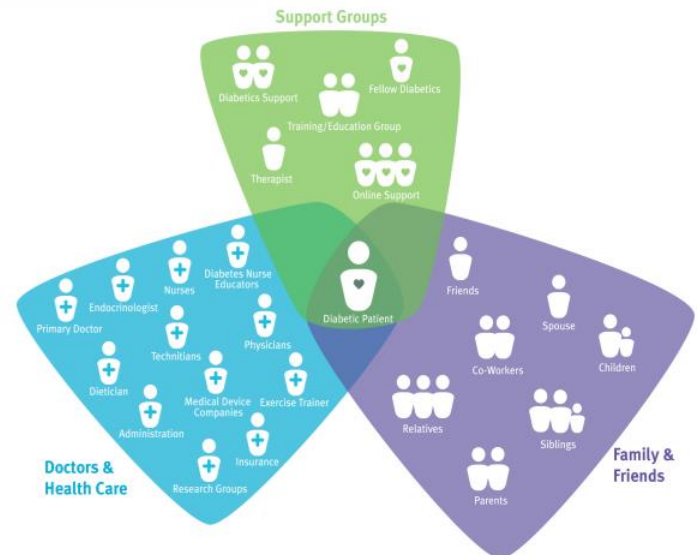 Support Groups
Fellow Diabetics
Diabetics Support
Training/Education Group
Therapist
Online Support
Diabetic Patient
Diabetes Nurse
Educators
Nurses
Endocrinologist
Primary Doctor
Physicians
Technitians
Dietician
Medical Device
Companies
Exercise Trainer
Administration
Insurance
Research Groups
Doctors &
Health Care
Friends
Spouse
Co-Workers
Children
Relatives
Siblings
Parents
Family &
Friends